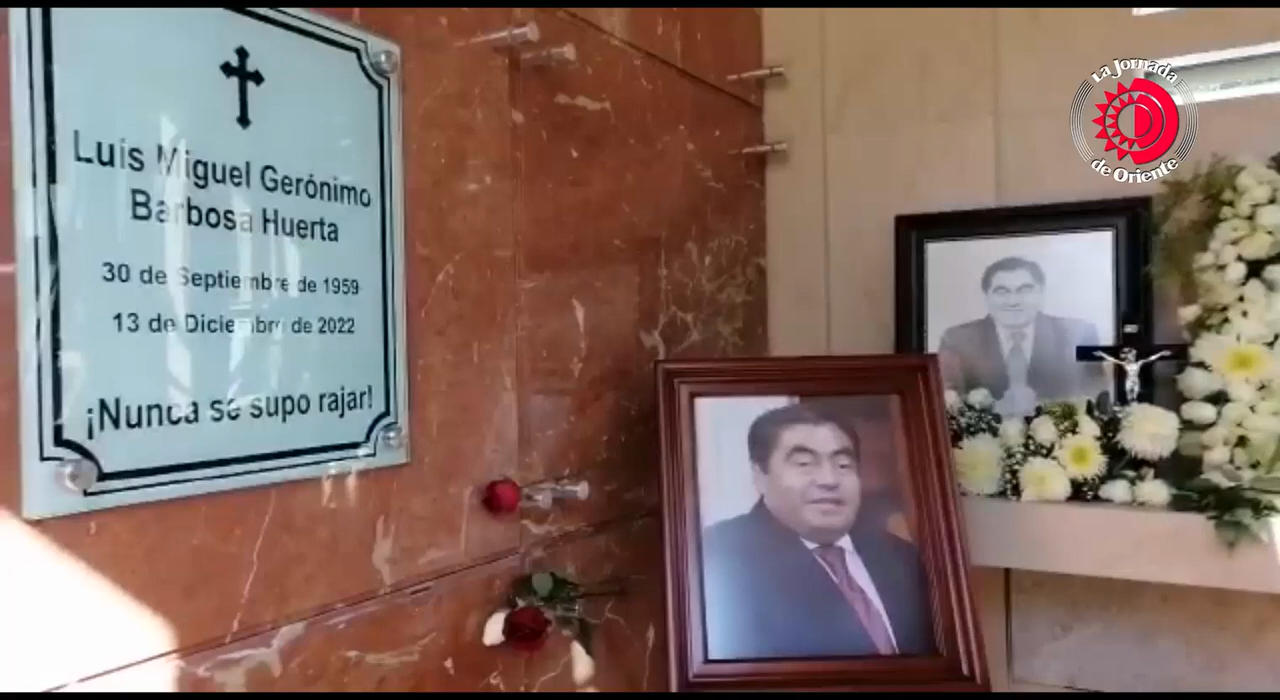 Luís Miguel Gerónimo
Barbosa Huerta
30 de Septiembre de 1959
13 de Diciembre de 2022
¡Nunca se supo rajar!
La Jornada
de Oriente